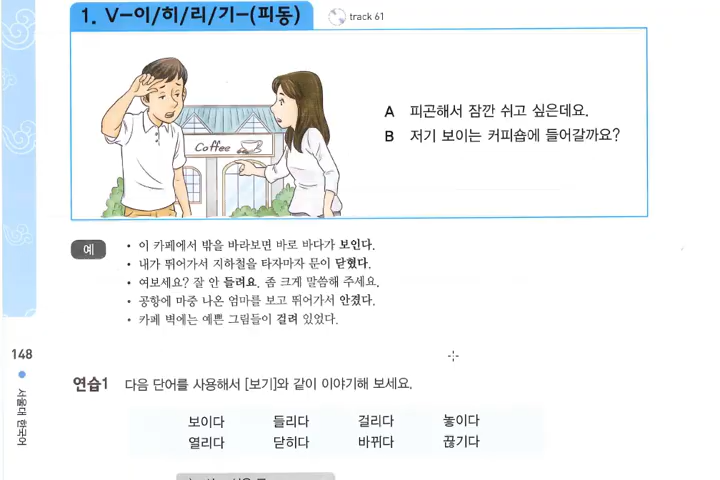 1. V-이/히/리/기-(피동)
track 61
Coffee
A 피곤해서 잠깐 쉬고 싶은데요.
B 저기 보이는 커피숍에 들어갈까요?
예
• 이 카페에서 밖을 바라보면 바로 바다가 보인다.
• 내가 뛰어가서 지하철을 타자마자 문이 닫혔다.
• 여보세요? 잘 안 들려요. 좀 크게 말씀해 주세요.
• 공항에 마중 나온 엄마를 보고 뛰어가서 안겼다.
• 카페 벽에는 예쁜 그림들이 걸려 있었다.
148
서울대 한국어
연습1 다음 단어를 사용해서 [보기]와 같이 이야기해 보세요.
보이다 들리다 걸리다 놓이다
열리다 닫히다 바뀌다 끊기다